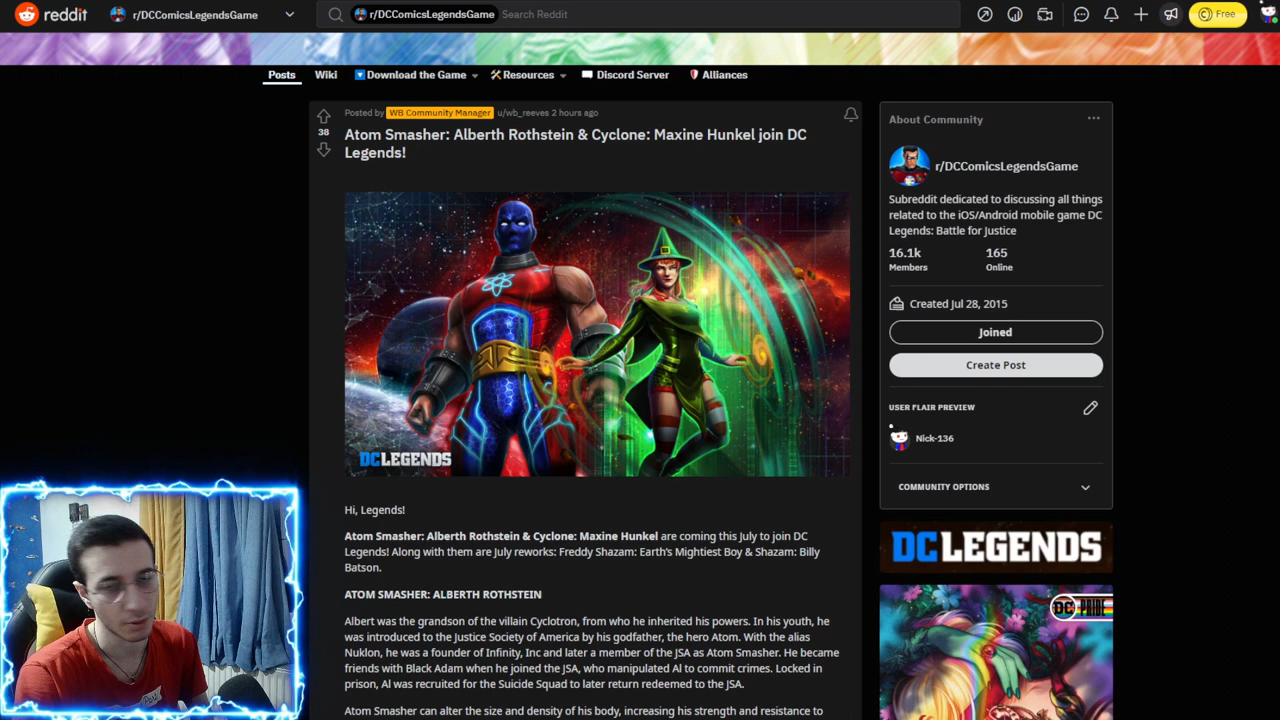 reddit r/DCComicsLegendsGame r/DCComicsLegendsGame Search Reddit Free
Posts Wiki Download the Game Resources Discord Server Alliances
Posted by WB Community Manager u/wb_reeves 2 hours ago
38
Atom Smasher: Alberth Rothstein & Cyclone: Maxine Hunkel join DC
Legends!
DC LEGENDS
Hi, Legends!
Atom Smasher: Alberth Rothstein & Cyclone: Maxine Hunkel are coming this July to join DC
Legends! Along with them are July reworks: Freddy Shazam: Earth's Mightiest Boy & Shazam: Billy
Batson.
ATOM SMASHER: ALBERTH ROTHSTEIN
Albert was the grandson of the villain Cyclotron, from who he inherited his powers. In his youth, he
was introduced to the Justice Society of America by his godfather, the hero Atom. With the alias
Nuklon, he was a founder of Infinity, Inc and later a member of the JSA as Atom Smasher. He became
friends with Black Adam when he joined the JSA, who manipulated Al to commit crimes. Locked in
prison, Al was recruited for the Suicide Squad to later return redeemed to the JSA.
Atom Smasher can alter the size and density of his body, increasing his strength and resistance to
About Community
r/DCComicsLegendsGame
Subreddit dedicated to discussing all things
related to the iOS/Android mobile game DC
Legends: Battle for Justice
16.1k 165
Members Online
Created Jul 28, 2015
Joined
Create Post
USER FLAIR PREVIEW
Nick-136
COMMUNITY OPTIONS
DC LEGENDS
DC PRIDE